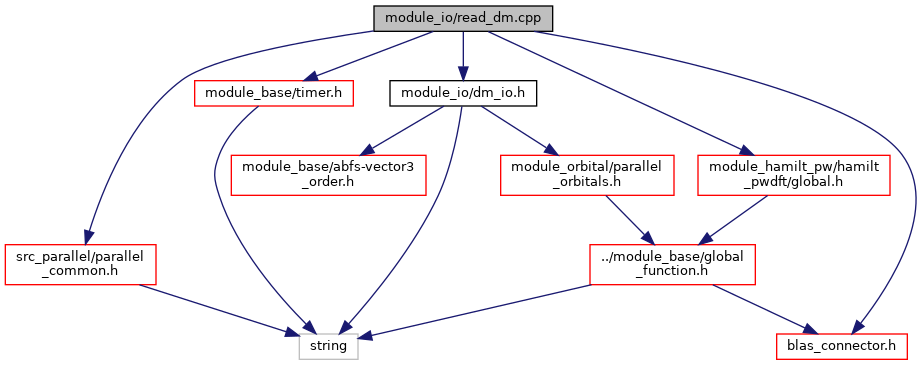 module_io/read_dm.cpp
module_base/timer.h
module_io/dm_io.h
module_base/abfs-vector3
_order.h
module_orbital/parallel
_orbitals.h
module_hamilt_pw/hamilt
_pwdft/global.h
src_parallel/parallel
_common.h
../module_base/global
_function.h
string
blas_connector.h